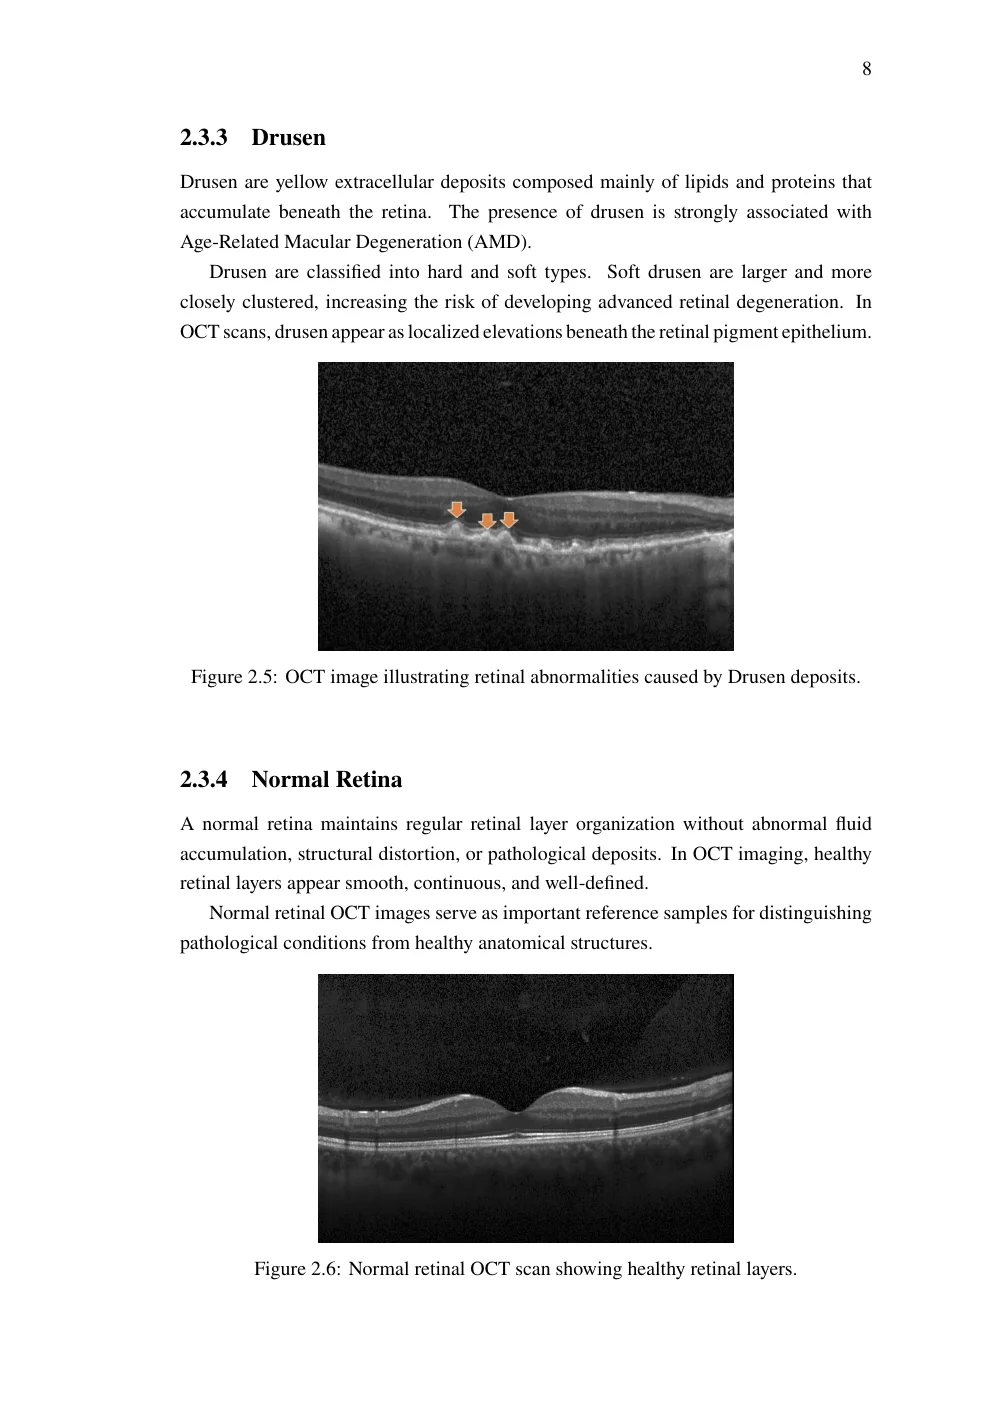 8
2.3.3 Drusen
Drusen are yellow extracellular deposits composed mainly of lipids and proteins that
accumulate beneath the retina. The presence of drusen is strongly associated with
Age-Related Macular Degeneration (AMD).
Drusen are classified into hard and soft types. Soft drusen are larger and more
closely clustered, increasing the risk of developing advanced retinal degeneration. In
OCT scans, drusen appear as localized elevations beneath the retinal pigment epithelium.
Figure 2.5: OCT image illustrating retinal abnormalities caused by Drusen deposits.
2.3.4 Normal Retina
A normal retina maintains regular retinal layer organization without abnormal fluid
accumulation, structural distortion, or pathological deposits. In OCT imaging, healthy
retinal layers appear smooth, continuous, and well-defined.
Normal retinal OCT images serve as important reference samples for distinguishing
pathological conditions from healthy anatomical structures.
Figure 2.6: Normal retinal OCT scan showing healthy retinal layers.